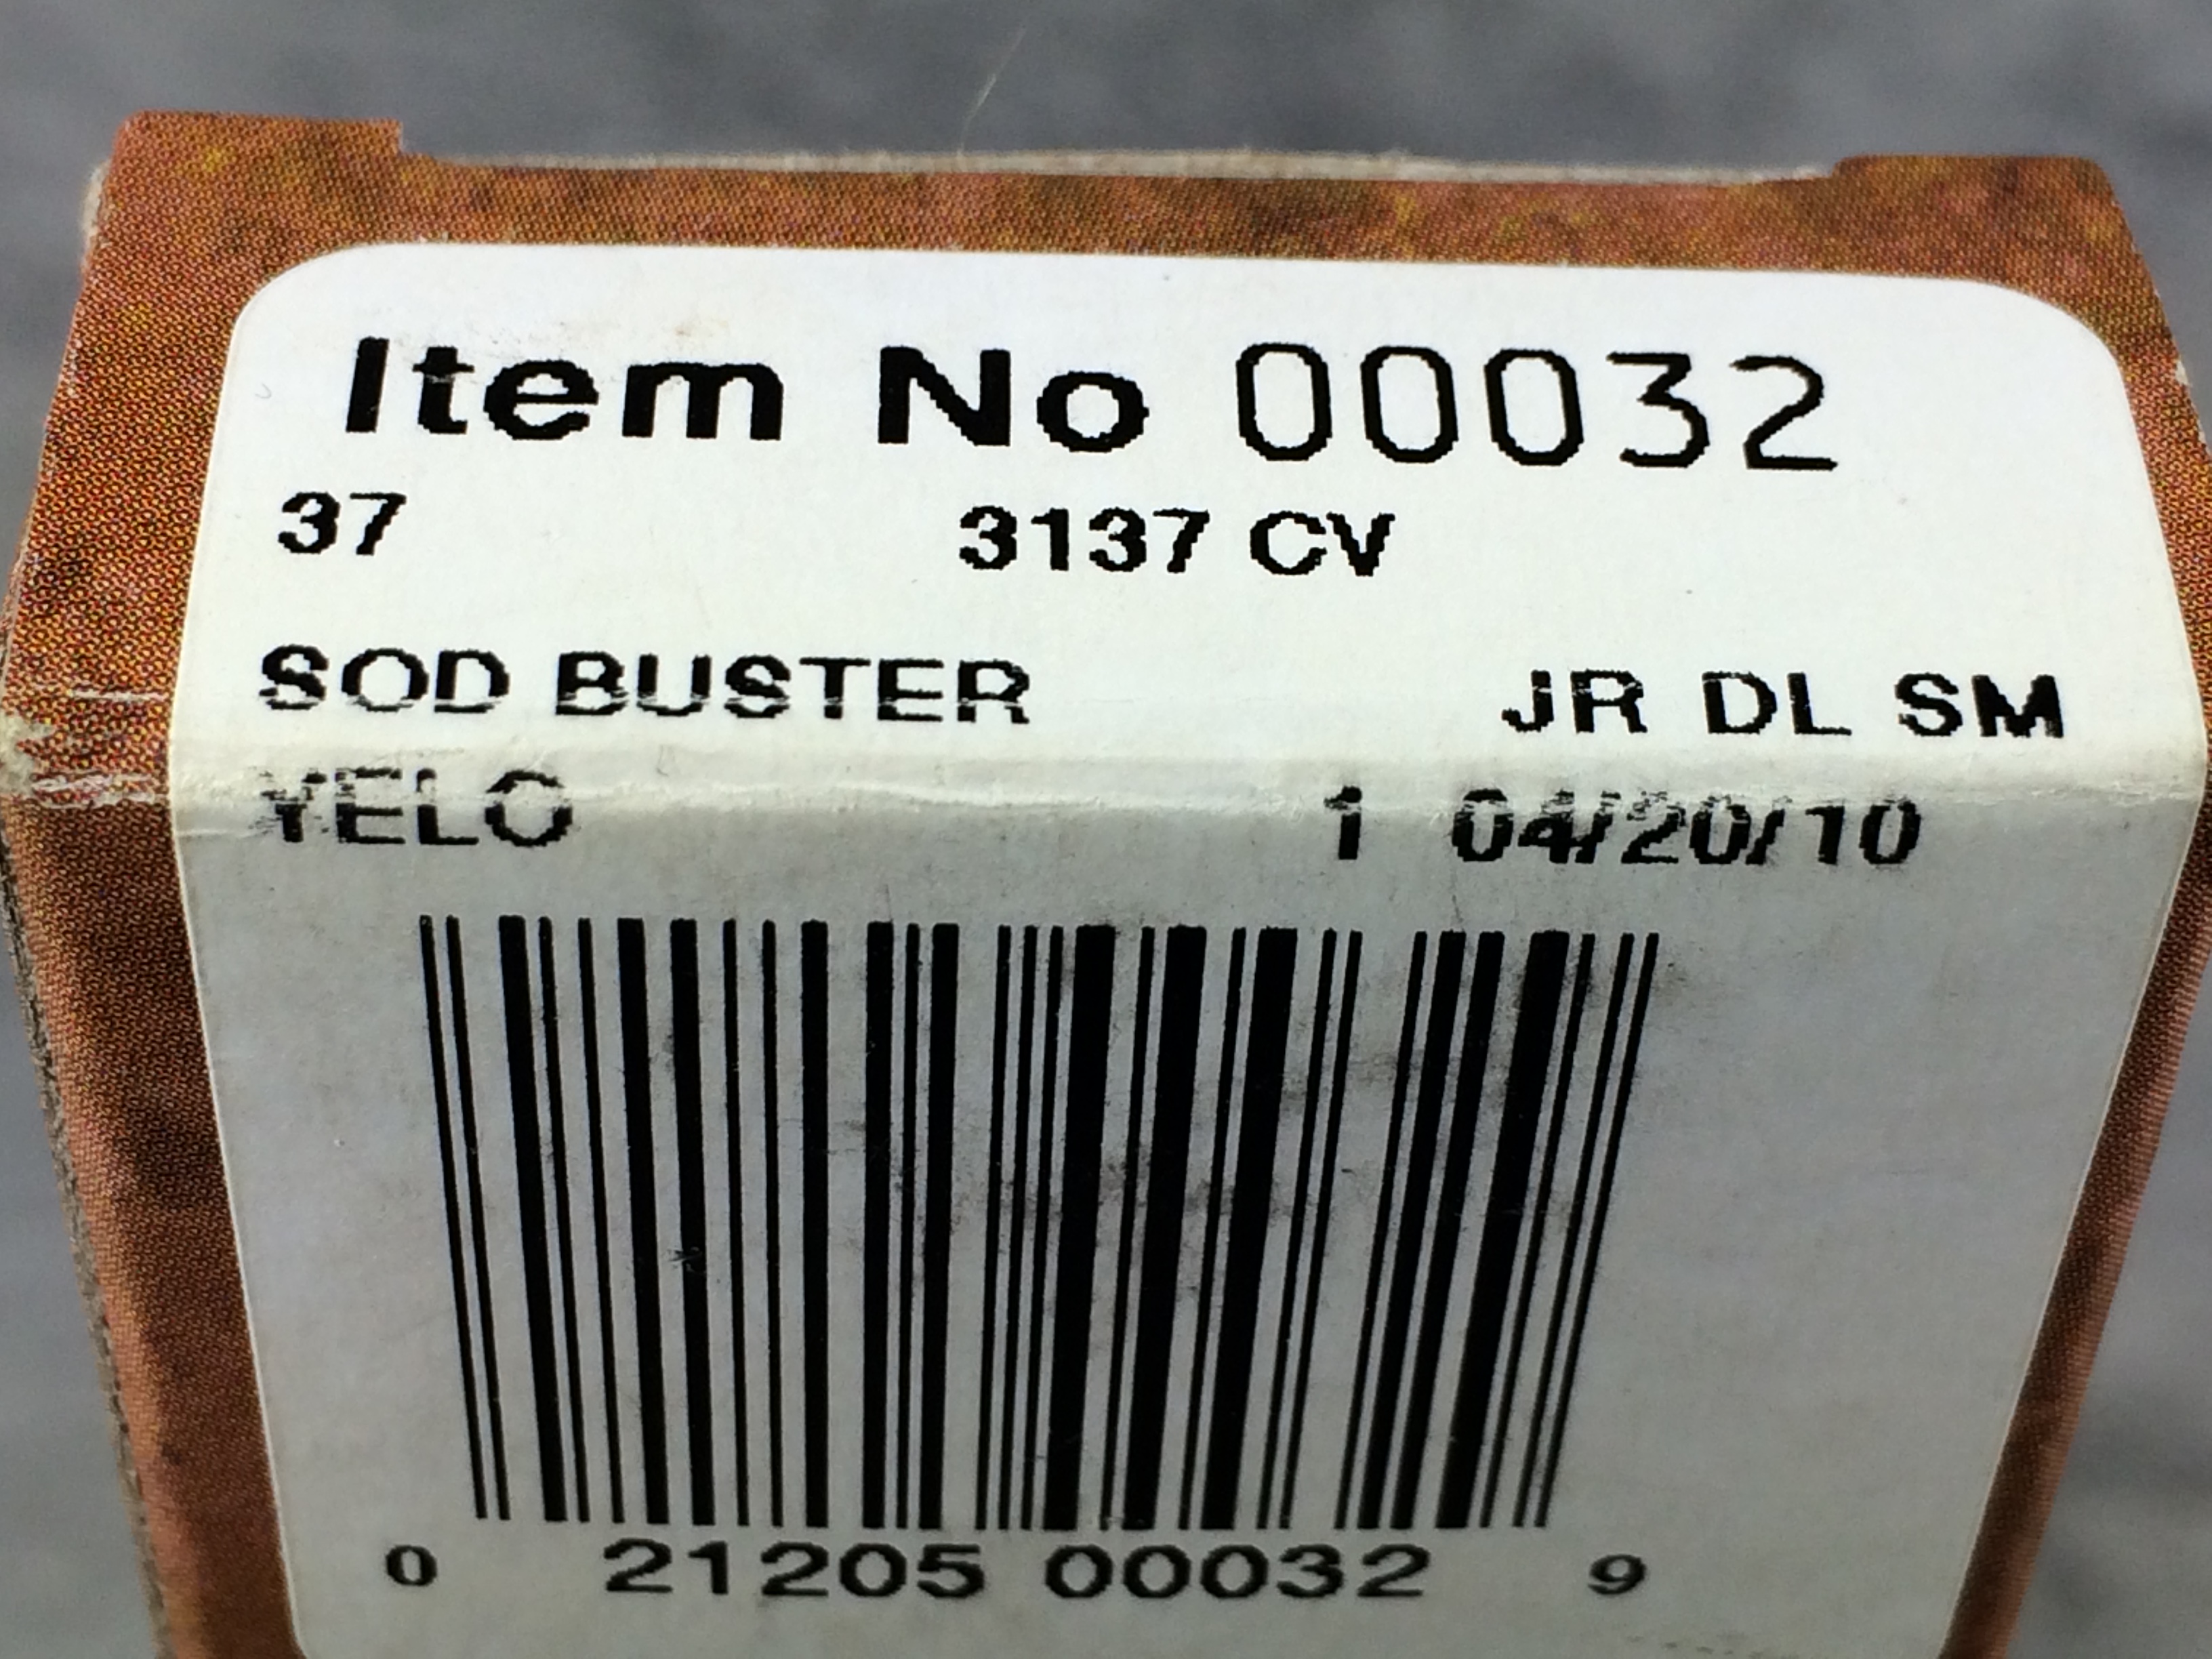 Item No 00032
37 3137 CV
SOD BUSTER JR DL SM
YELO 1 04/20/10
0 21205 00032 9